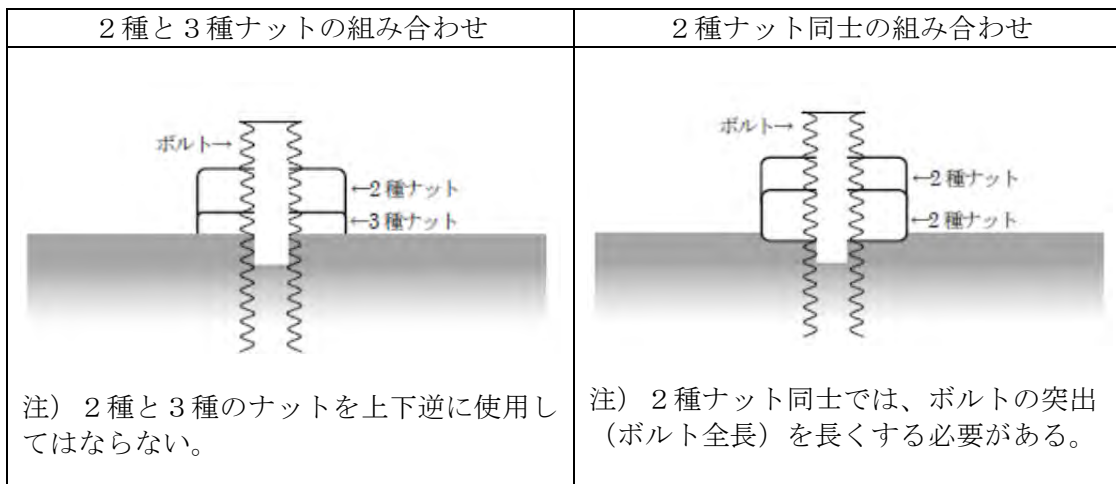 ２種と３種ナットの組み合わせ
２種ナット同士の組み合わせ
ボルト→
←2種ナット
←3種ナット
注） ２種と３種のナットを上下逆に使用し
てはならない。
ボルト→
←2種ナット
←2種ナット
注） ２種ナット同士では、ボルトの突出
（ボルト全長）を長くする必要がある。